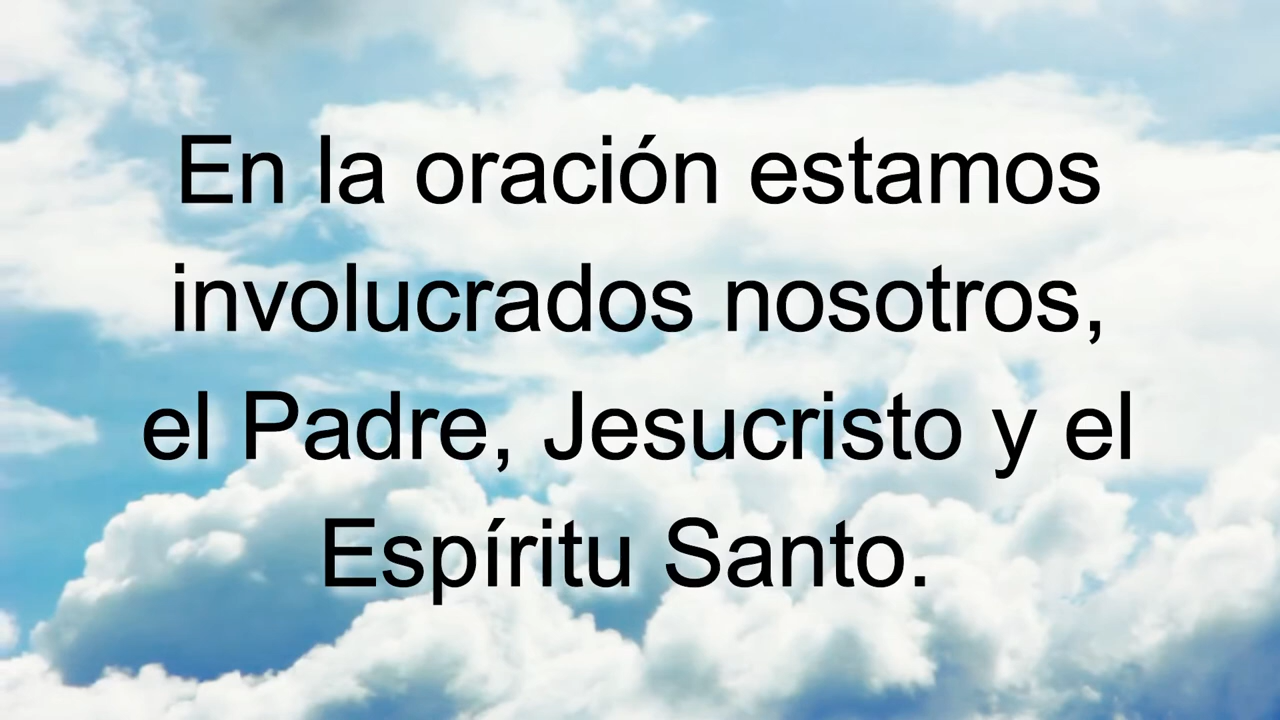 En la oración estamos
involucrados nosotros,
el Padre, Jesucristo y el
Espíritu Santo.